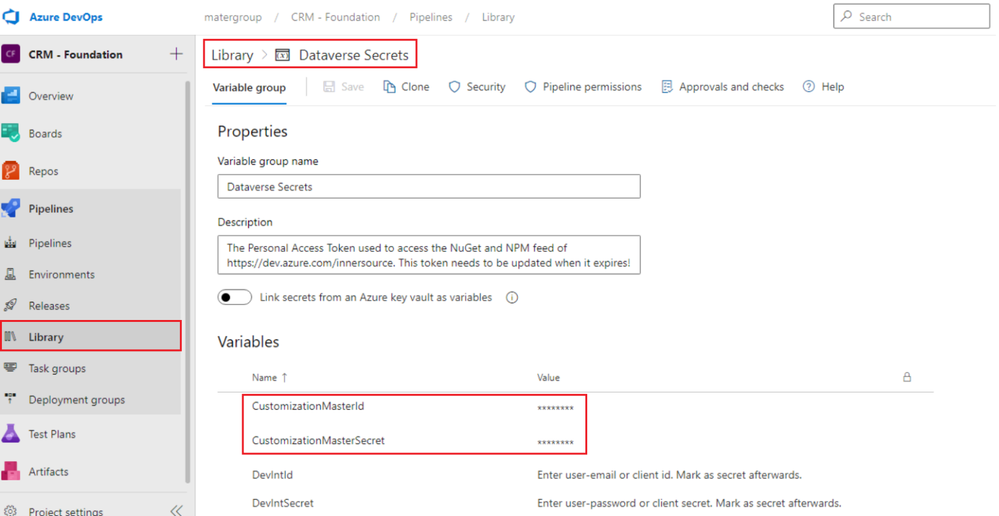 Azure DevOps
matergroup / CRM - Foundation / Pipelines / Library
Search
CF CRM - Foundation
Overview
Boards
Repos
Pipelines
Pipelines
Environments
Releases
Library
Task groups
Deployment groups
Test Plans
Artifacts
Project settings
Library > (x) Dataverse Secrets
Variable group Save Clone Security Pipeline permissions Approvals and checks Help
Properties
Variable group name
Dataverse Secrets
Description
The Personal Access Token used to access the NuGet and NPM feed of
https://dev.azure.com/innersource. This token needs to be updated when it expires!
Link secrets from an Azure key vault as variables
Variables
Name ↑ Value
CustomizationMasterId ********
CustomizationMasterSecret ********
DevIntId Enter user-email or client id. Mark as secret afterwards.
DevIntSecret Enter user-password or client secret. Mark as secret afterwards.